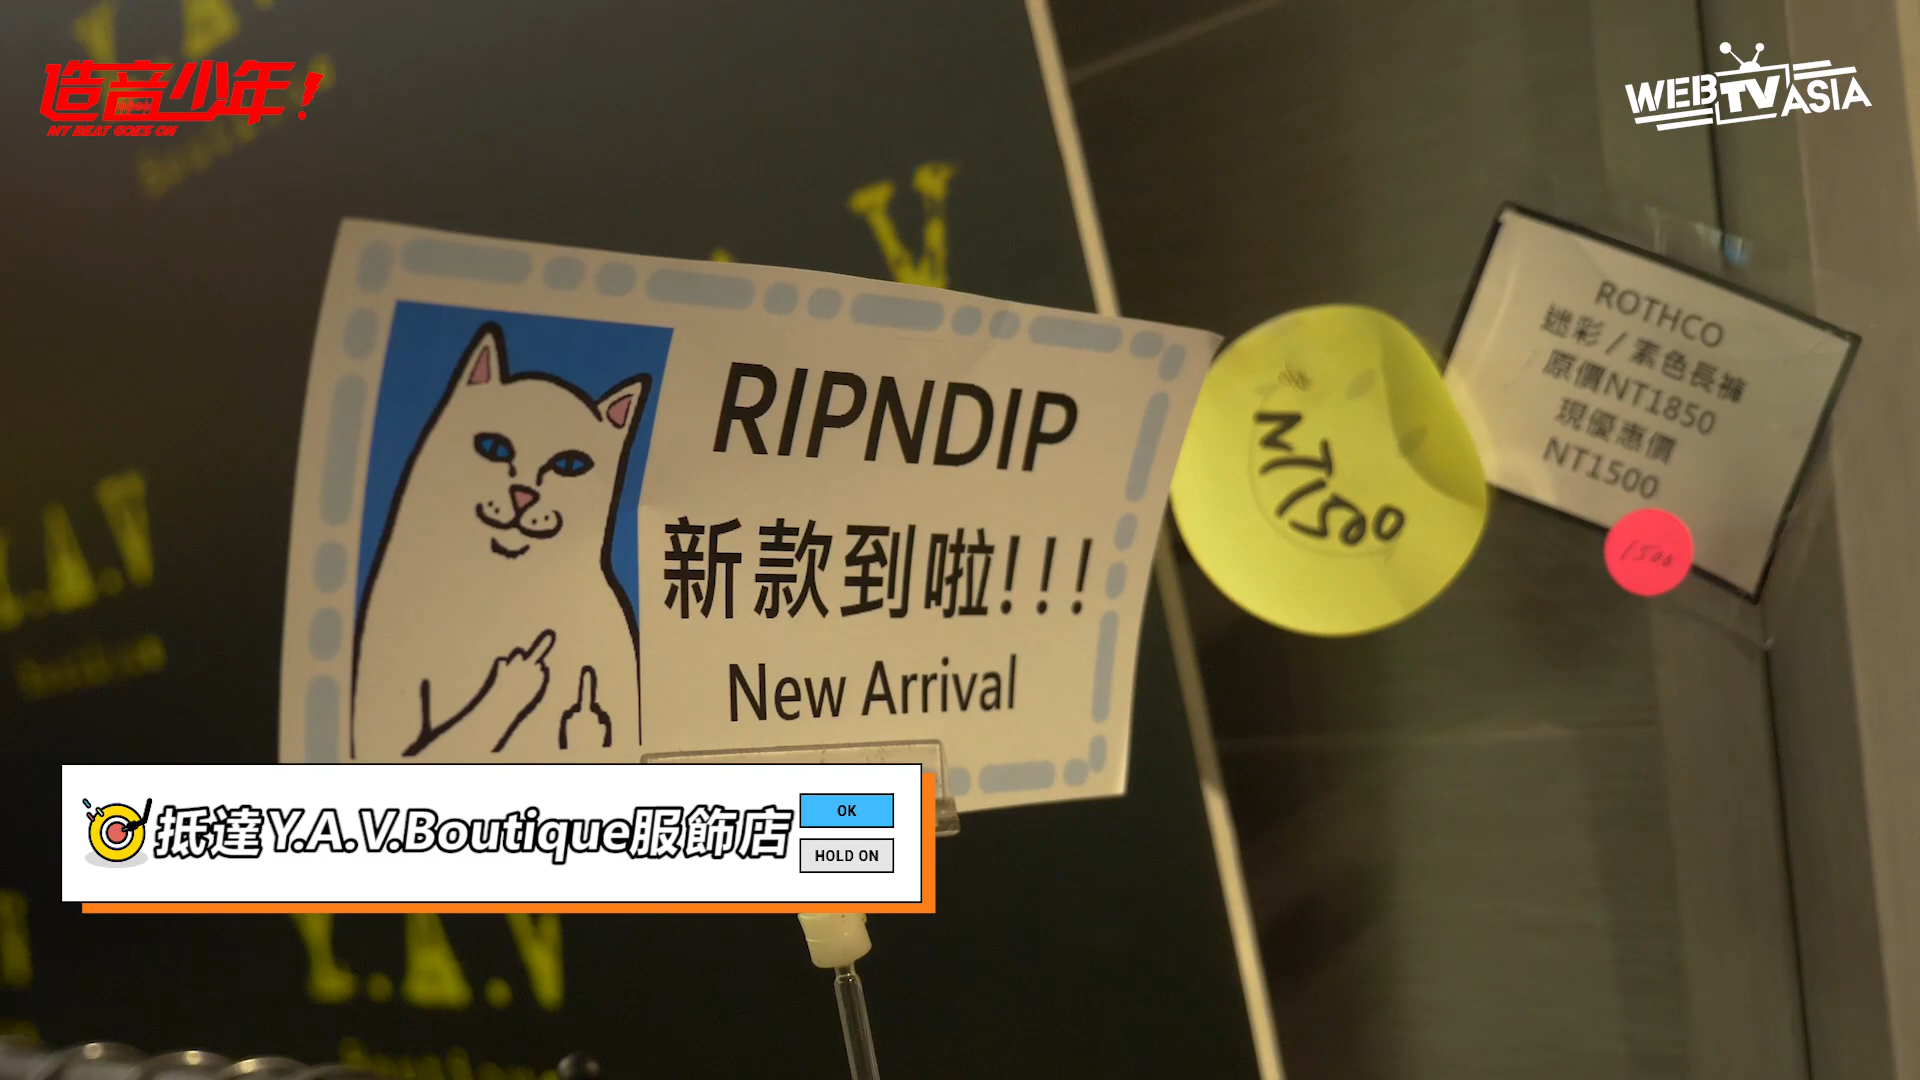 造音少年!
MY BEAT GOES ON
WEBTVASIA
RIPNDIP
新款到啦!!!
New Arrival
NT150
ROTHCO
迷彩 / 素色長褲
原價NT1850
現優惠價
NT1500
1500
Y.A.V
Y.A.V
Boutique
抵達Y.A.V.Boutique服飾店
OK
HOLD ON
Y.A.V